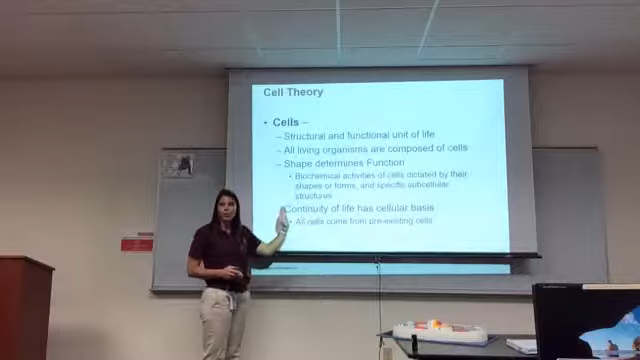 Cell Theory
• Cells –
– Structural and functional unit of life
– All living organisms are composed of cells
– Shape determines Function
• Biochemical activities of cells dictated by their
shapes or forms, and specific subcellular
structures
Continuity of life has cellular basis
• All cells come from pre-existing cells